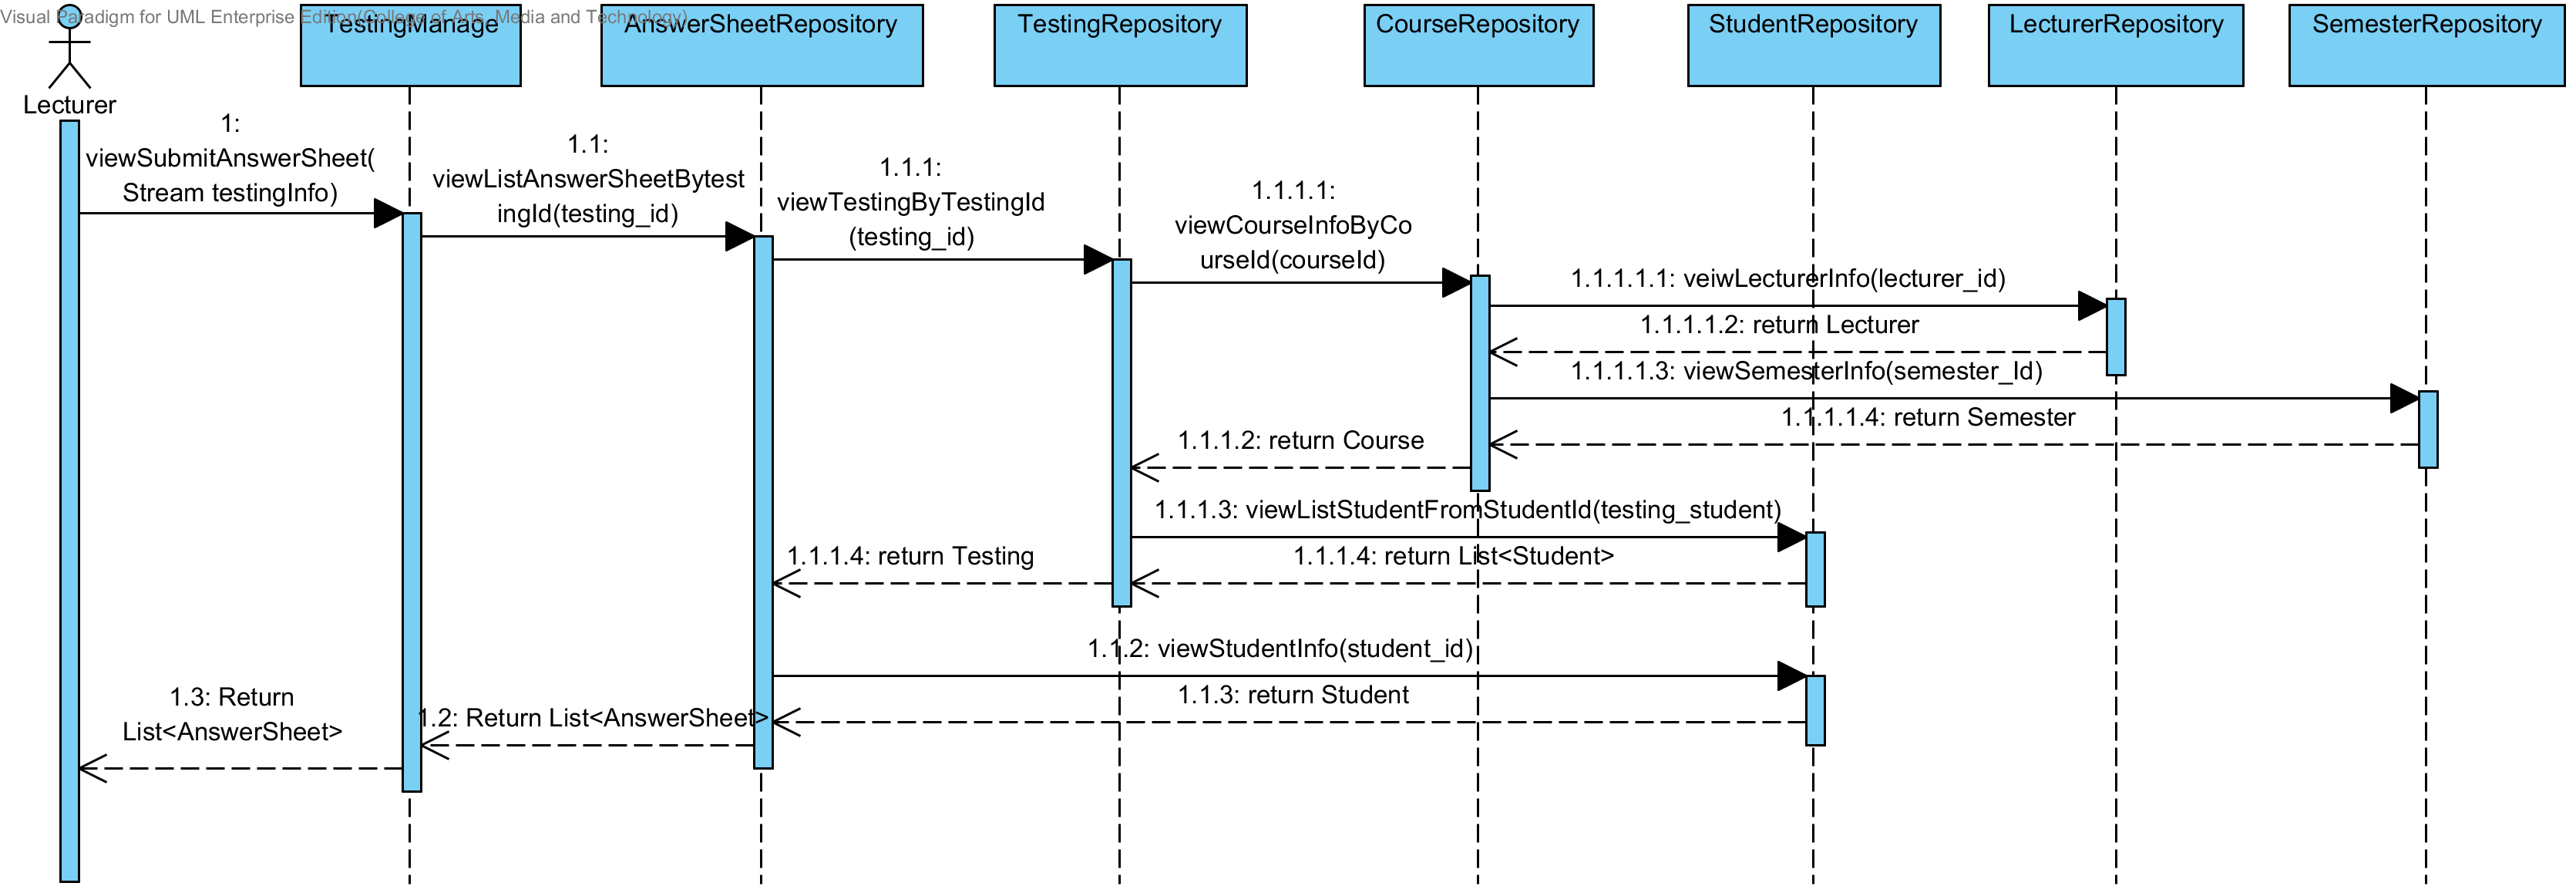 Visual Paradigm for UML Enterprise Edition(College of Arts, Media and Technology)
TestingManage
AnswerSheetRepository
TestingRepository
CourseRepository
StudentRepository
LecturerRepository
SemesterRepository
Lecturer
1:
viewSubmitAnswerSheet(
Stream testingInfo)
1.1:
viewListAnswerSheetBytest
ingId(testing_id)
1.1.1:
viewTestingByTestingId
(testing_id)
1.1.1.1:
viewCourseInfoByCo
urseId(courseId)
1.1.1.1.1: veiwLecturerInfo(lecturer_id)
1.1.1.1.2: return Lecturer
1.1.1.1.3: viewSemesterInfo(semester_Id)
1.1.1.1.4: return Semester
1.1.1.2: return Course
1.1.1.3: viewListStudentFromStudentId(testing_student)
1.1.1.4: return Testing
1.1.1.4: return List<Student>
1.1.2: viewStudentInfo(student_id)
1.1.3: return Student
1.2: Return List<AnswerSheet>
1.3: Return
List<AnswerSheet>